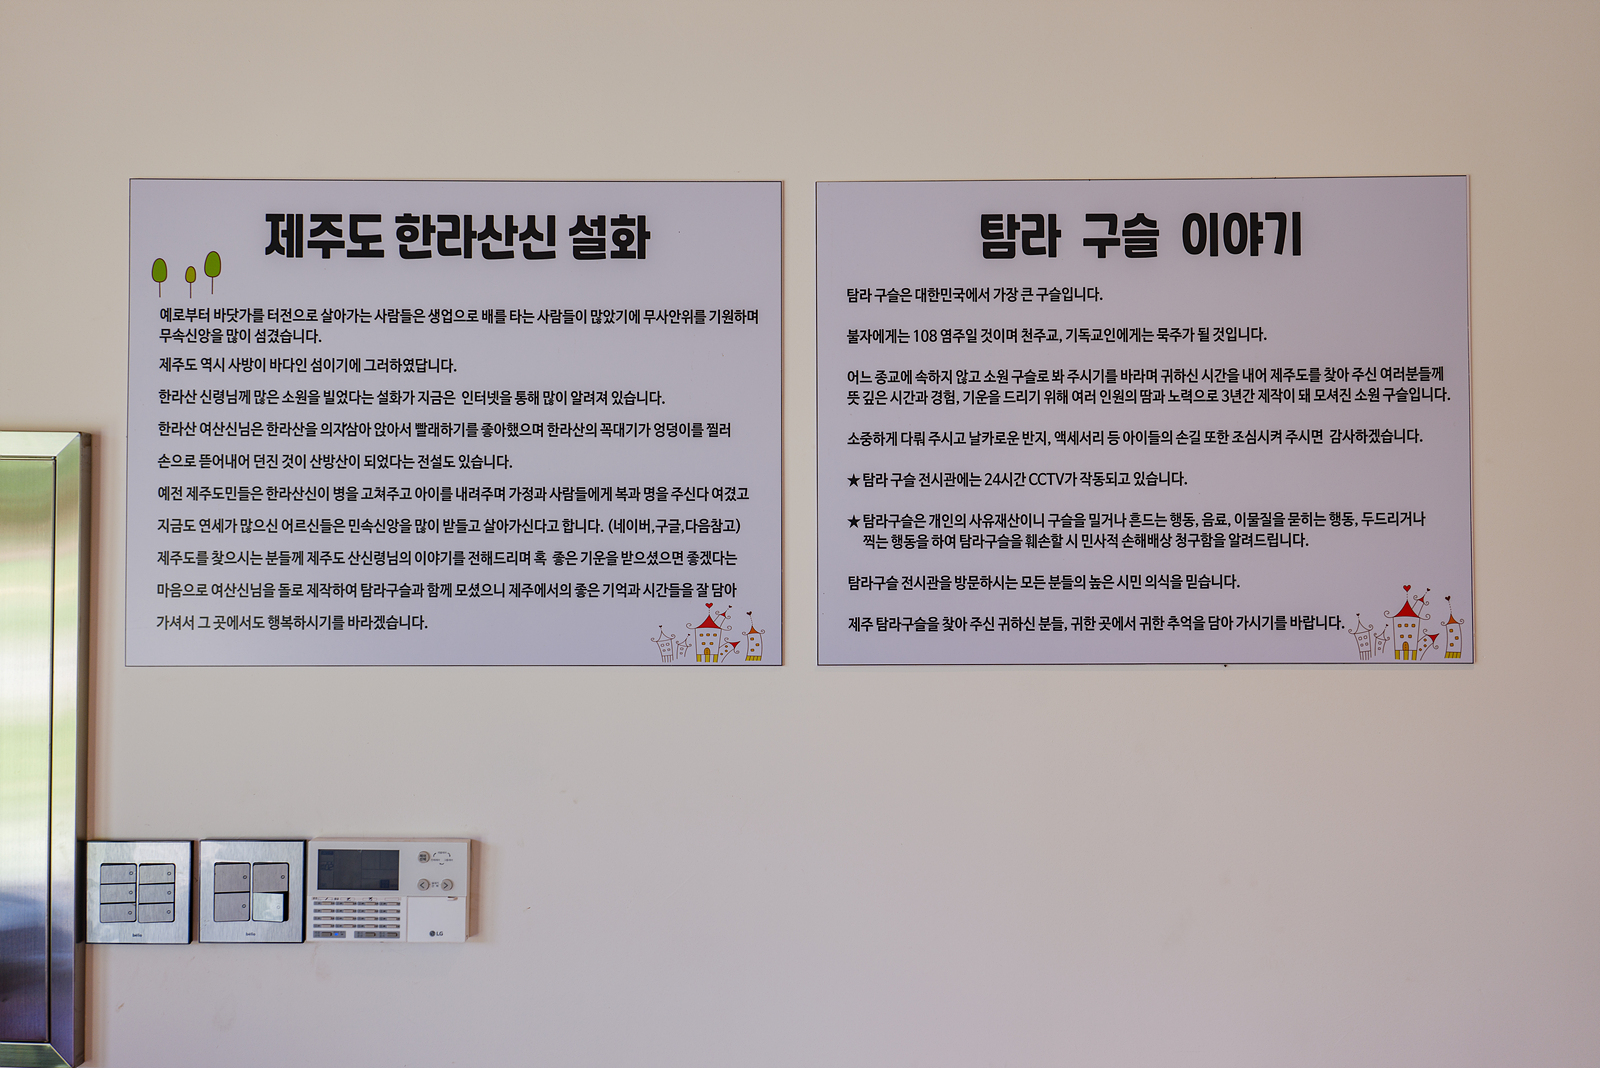 제주도 한라산신 설화
예로부터 바닷가를 터전으로 살아가는 사람들은 생업으로 배를 타는 사람들이 많았기에 무사안위를 기원하며
무속신앙을 많이 섬겼습니다.
제주도 역시 사방이 바다인 섬이기에 그러하였답니다.
한라산 신령님께 많은 소원을 빌었다는 설화가 지금은 인터넷을 통해 많이 알려져 있습니다.
한라산 여산신님은 한라산을 의자삼아 앉아서 빨래하기를 좋아했으며 한라산의 꼭대기가 엉덩이를 찔러
손으로 뜯어내어 던진 것이 산방산이 되었다는 전설도 있습니다.
예전 제주도민들은 한라산신이 병을 고쳐주고 아이를 내려주며 가정과 사람들에게 복과 명을 주신다 여겼고
지금도 연세가 많으신 어르신들은 민속신앙을 많이 받들고 살아가신다고 합니다. (네이버,구글,다음참고)
제주도를 찾으시는 분들께 제주도 산신령님의 이야기를 전해드리며 혹 좋은 기운을 받으셨으면 좋겠다는
마음으로 여산신님을 돌로 제작하여 탐라구슬과 함께 모셨으니 제주에서의 좋은 기억과 시간들을 잘 담아
가셔서 그 곳에서도 행복하시기를 바라겠습니다.
탐라 구슬 이야기
탐라 구슬은 대한민국에서 가장 큰 구슬입니다.
불자에게는 108 염주일 것이며 천주교, 기독교인에게는 묵주가 될 것입니다.
어느 종교에 속하지 않고 소원 구슬로 봐 주시기를 바라며 귀하신 시간을 내어 제주도를 찾아 주신 여러분들께
뜻 깊은 시간과 경험, 기운을 드리기 위해 여러 인원의 땀과 노력으로 3년간 제작이 돼 모셔진 소원 구슬입니다.
소중하게 다뤄 주시고 날카로운 반지, 액세서리 등 아이들의 손길 또한 조심시켜 주시면 감사하겠습니다.
★ 탐라 구슬 전시관에는 24시간 CCTV가 작동되고 있습니다.
★ 탐라구슬은 개인의 사유재산이니 구슬을 밀거나 흔드는 행동, 음료, 이물질을 묻히는 행동, 두드리거나
찍는 행동을 하여 탐라구슬을 훼손할 시 민사적 손해배상 청구함을 알려드립니다.
탐라구슬 전시관을 방문하시는 모든 분들의 높은 시민 의식을 믿습니다.
제주 탐라구슬을 찾아 주신 귀하신 분들, 귀한 곳에서 귀한 추억을 담아 가시기를 바랍니다.
LG